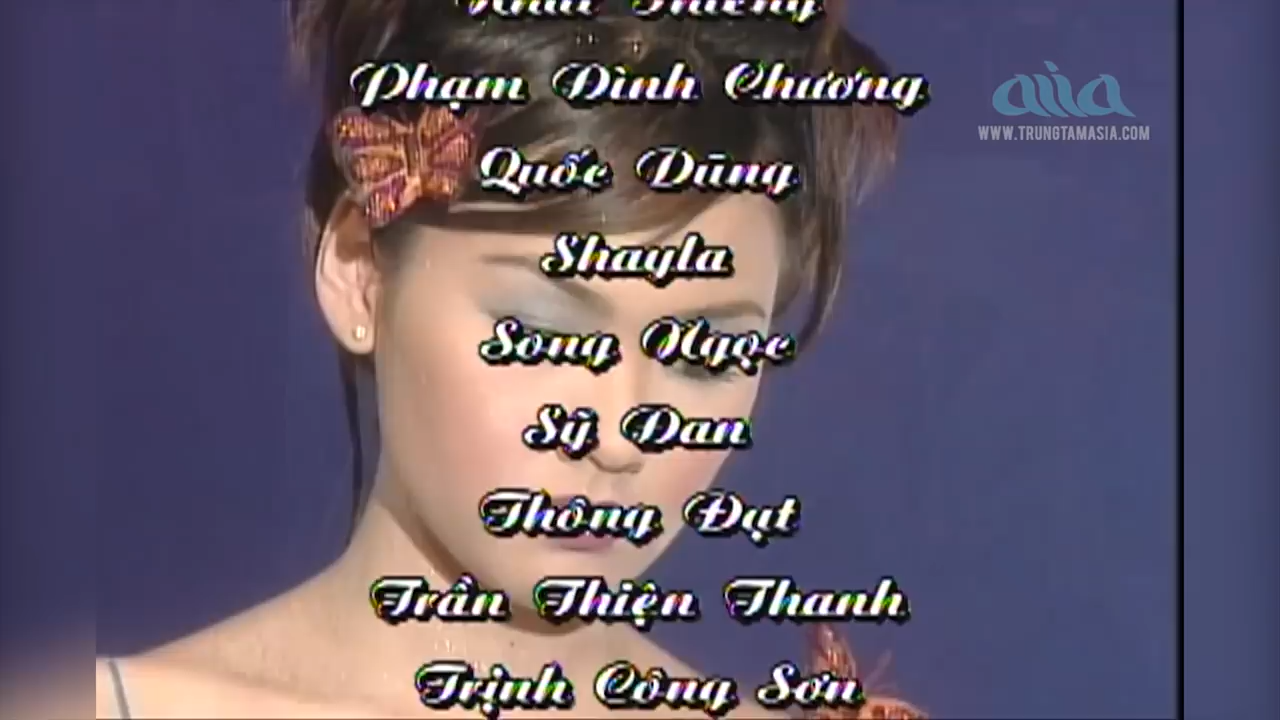 Phạm Đình Chương
asia
WWW.TRUNGTAMASIA.COM
Quốc Dũng
Shayla
Song Ngọc
Sỹ Đan
Thông Đạt
Trần Thiện Thanh
Trịnh Công Sơn